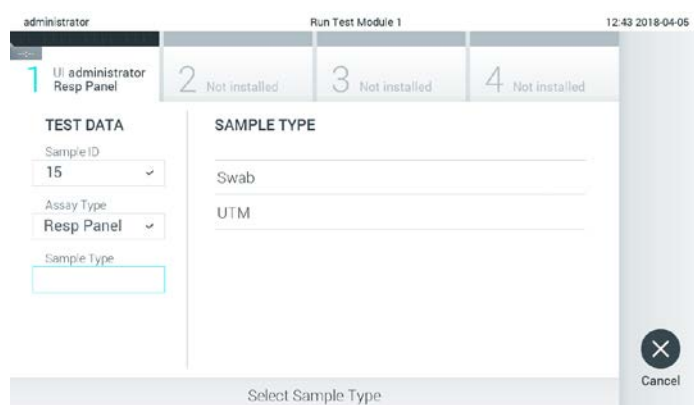 administrator Run Test Module 1 12:43 2018-04-05
1 UI administrator
Resp Panel
2 Not installed
3 Not installed
4 Not installed
TEST DATA
Sample ID
15
Assay Type
Resp Panel
Sample Type
SAMPLE TYPE
Swab
UTM
Cancel
Select Sample Type